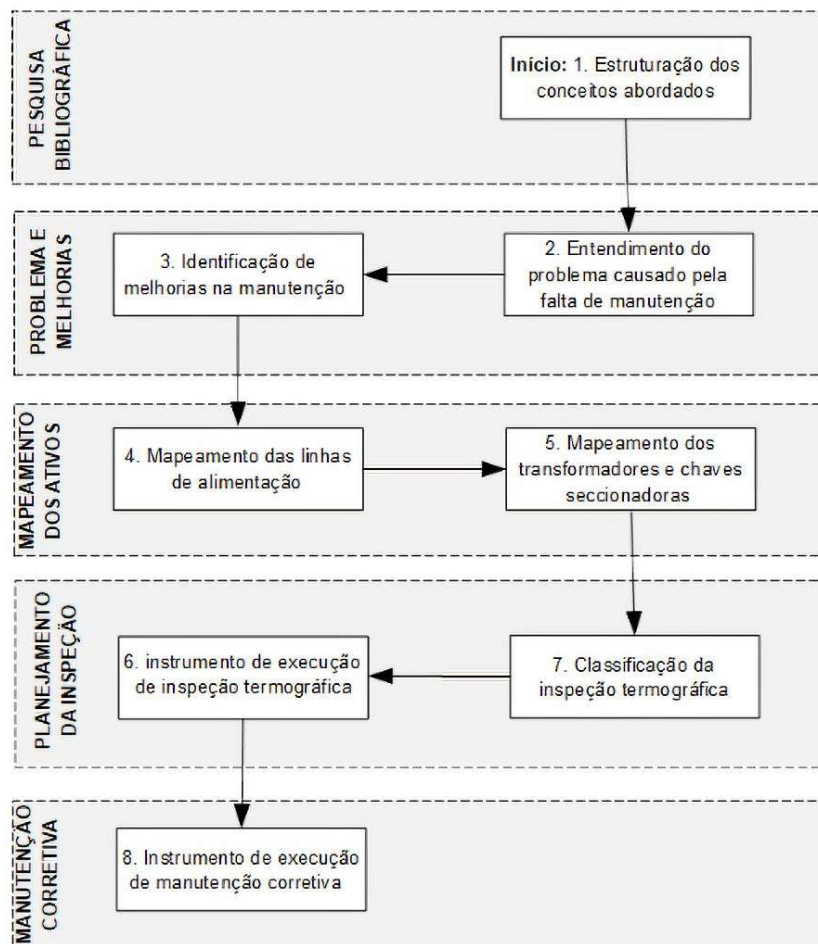 PESQUISA
BIBLIOGRÁFICA
Início: 1. Estruturação dos
conceitos abordados
PROBLEMA E
MELHORIAS
3. Identificação de
melhorias na manutenção
2. Entendimento do
problema causado pela
falta de manutenção
MAPEAMENTO
DOS ATIVOS
4. Mapeamento das linhas
de alimentação
5. Mapeamento dos
transformadores e chaves
seccionadoras
PLANEJAMENTO
DA INSPEÇÃO
6. instrumento de execução
de inspeção termográfica
7. Classificação da
inspeção termográfica
MANUTENÇÃO
CORRETIVA
8. Instrumento de execução
de manutenção corretiva